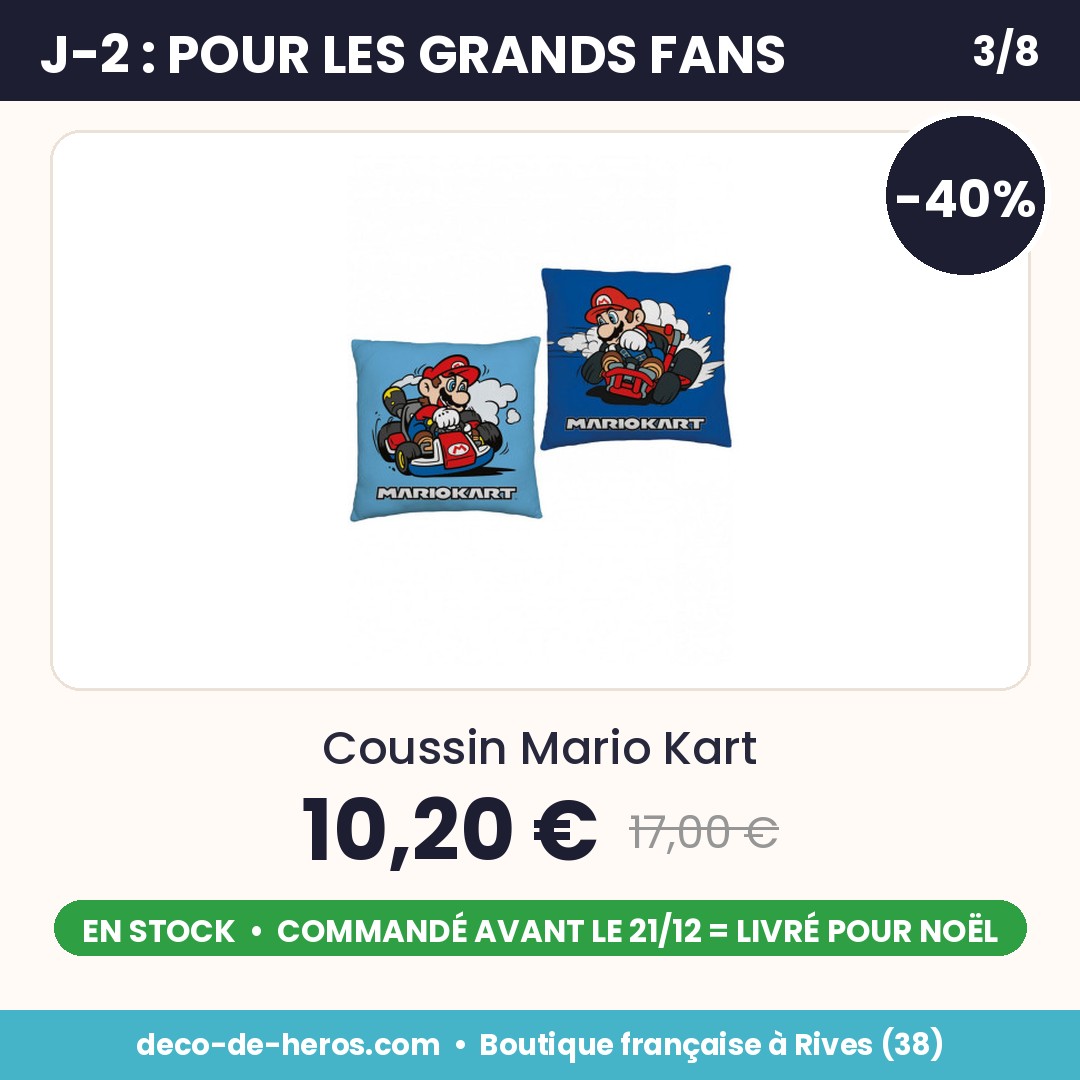 J-2 : POUR LES GRANDS FANS
3/8
-40%
MARIOKART
MARIOKART
Coussin Mario Kart
10,20 € 17,00 €
EN STOCK • COMMANDÉ AVANT LE 21/12 = LIVRÉ POUR NOËL
deco-de-heros.com • Boutique française à Rives (38)